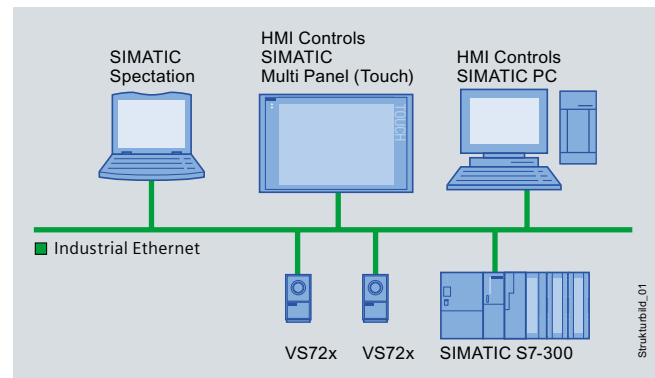 SIMATIC
Spectation
HMI Controls
SIMATIC
Multi Panel (Touch)
HMI Controls
SIMATIC PC
TOUCH
Industrial Ethernet
VS72x
VS72x
SIMATIC S7-300
Strukturbild_01